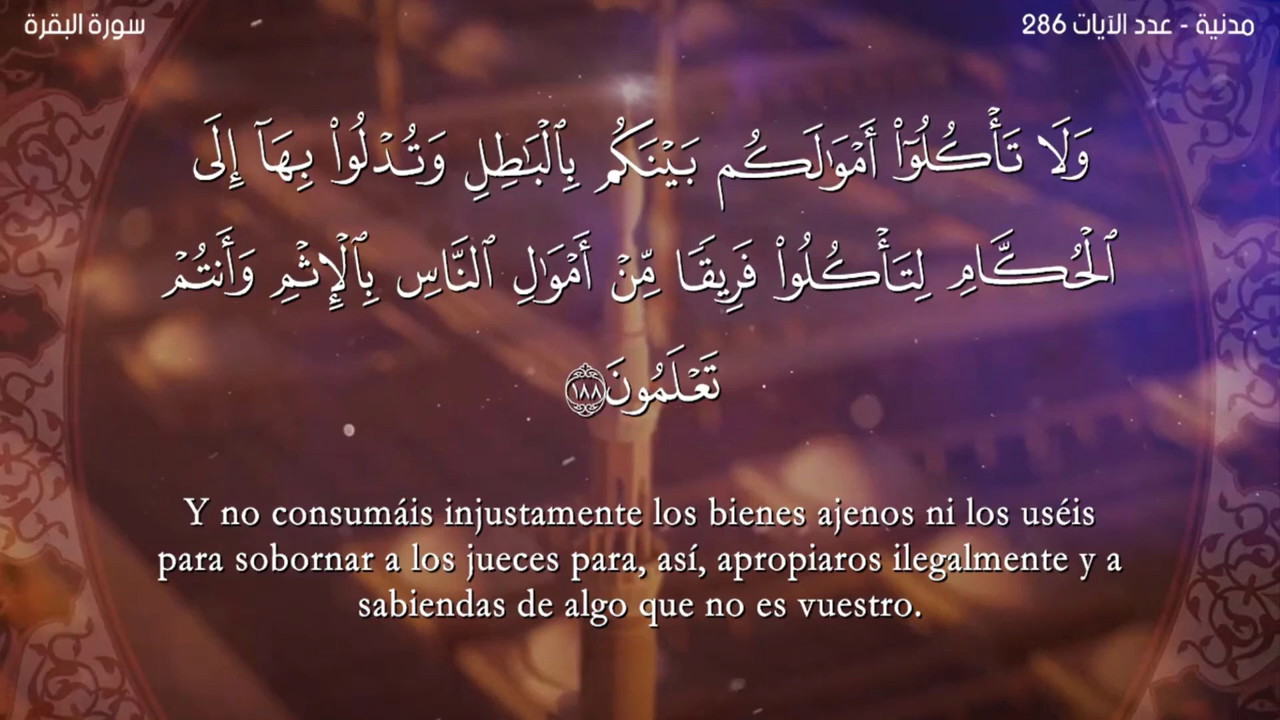 مدنية - عدد الآيات 286
سورة البقرة
وَلَا تَأۡكُلُوٓاْ أَمۡوَٰلَكُم بَيۡنَكُم بِٱلۡبَٰطِلِ وَتُدۡلُواْ بِهَآ إِلَى
ٱلۡحُكَّامِ لِتَأۡكُلُواْ فَرِيقٗا مِّنۡ أَمۡوَٰلِ ٱلنَّاسِ بِٱلۡإِثۡمِ وَأَنتُمۡ
تَعۡلَمُونَ ١٨٨
Y no consumáis injustamente los bienes ajenos ni los uséis
para sobornar a los jueces para, así, apropiaros ilegalmente y a
sabiendas de algo que no es vuestro.